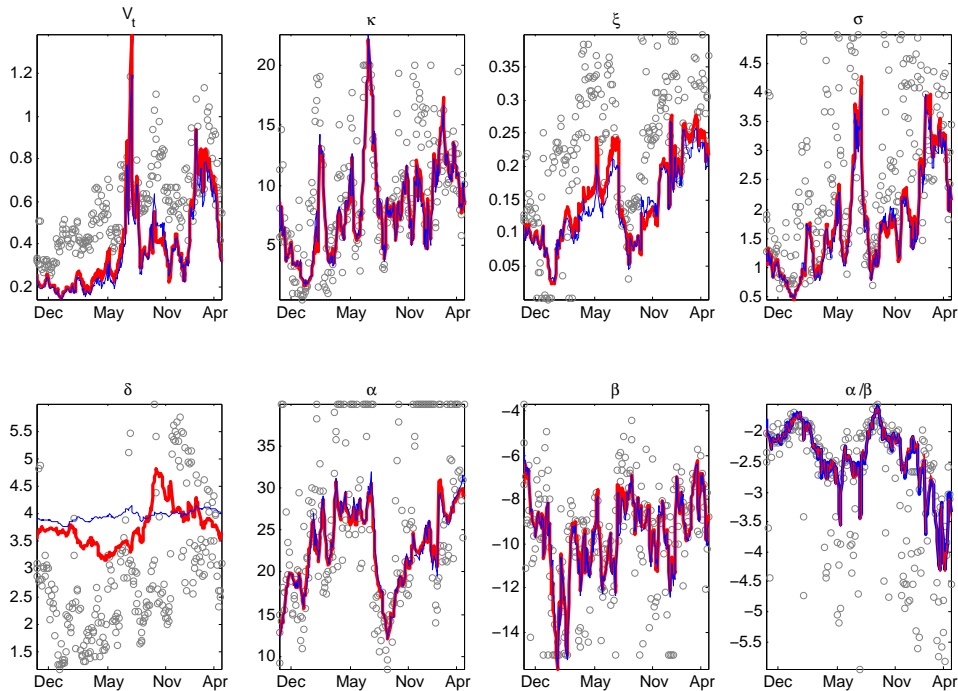 V_t κ ξ σ
1.2 20 0.40 5
1 0.35 4.5
0.8 15 0.3 4
0.6 0.25 3.5
0.4 10 0.2 3
0.2 5 0.15 2.5
0.1 2
0.05 1.5
1
0.5
Dec May Nov Apr Dec May Nov Apr Dec May Nov Apr Dec May Nov Apr
δ α β α/β
5.5 40 −4 −2
5 35 −6 −2.5
4.5 30 −8 −3
4 25 −10 −3.5
3.5 20 −12 −4
3 15 −14 −4.5
2.5 10 −5
2 −5.5
1.5
Dec May Nov Apr Dec May Nov Apr Dec May Nov Apr Dec May Nov Apr